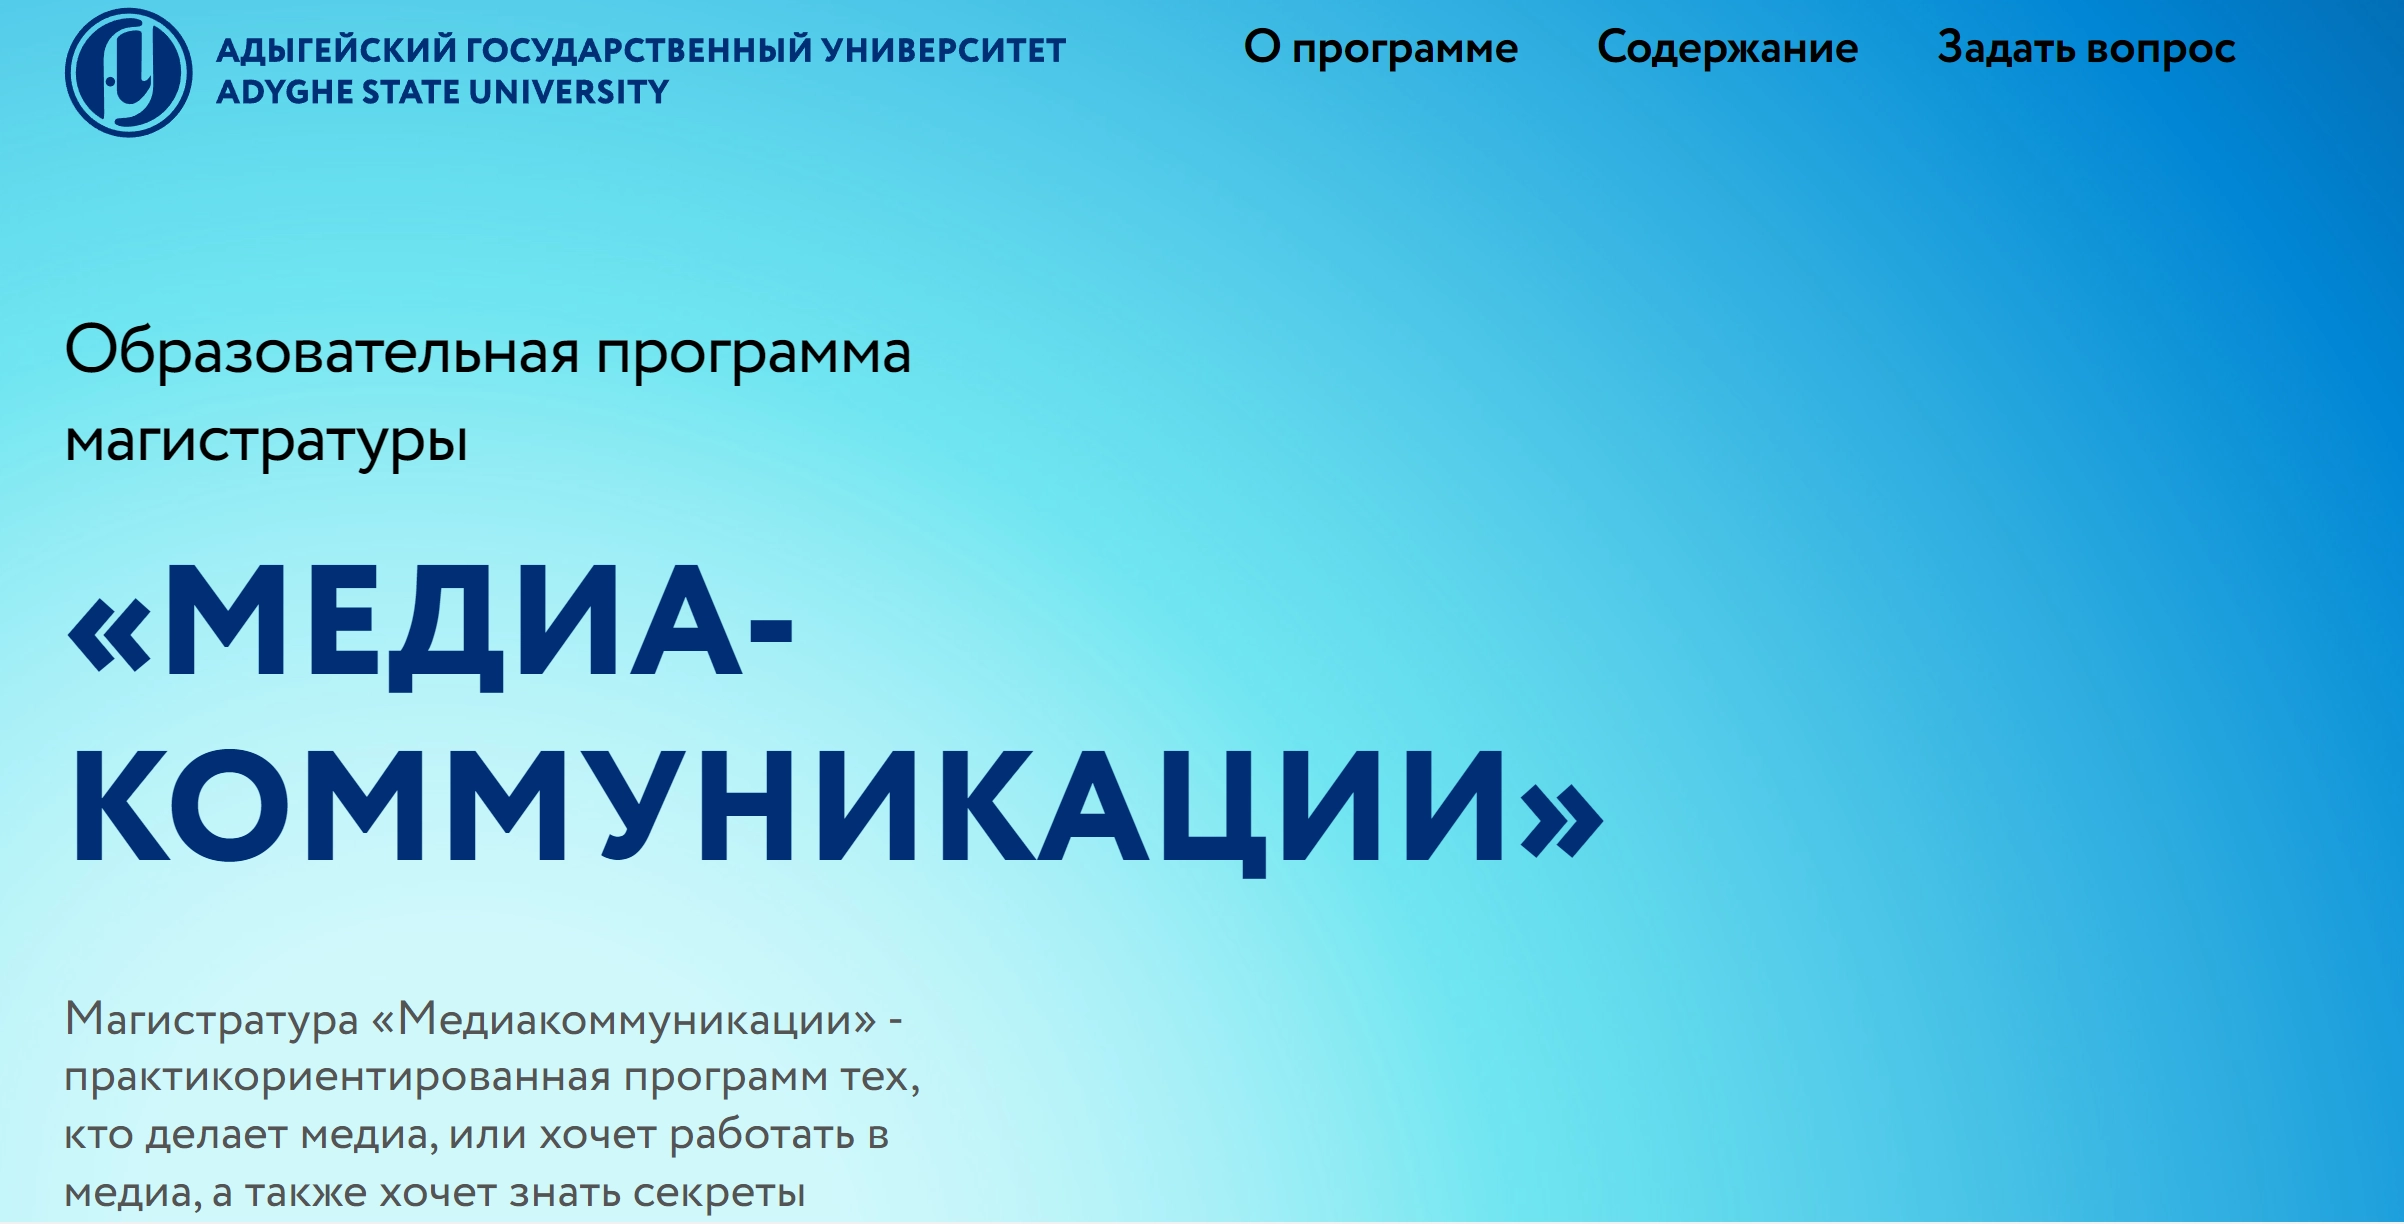 АДЫГЕЙСКИЙ ГОСУДАРСТВЕННЫЙ УНИВЕРСИТЕТ
ADYGHE STATE UNIVERSITY
О программе Содержание Задать вопрос
Образовательная программа
магистратуры
«МЕДИА-
КОММУНИКАЦИИ»
Магистратура «Медиакоммуникации» -
практикориентированная программ тех,
кто делает медиа, или хочет работать в
медиа, а также хочет знать секреты